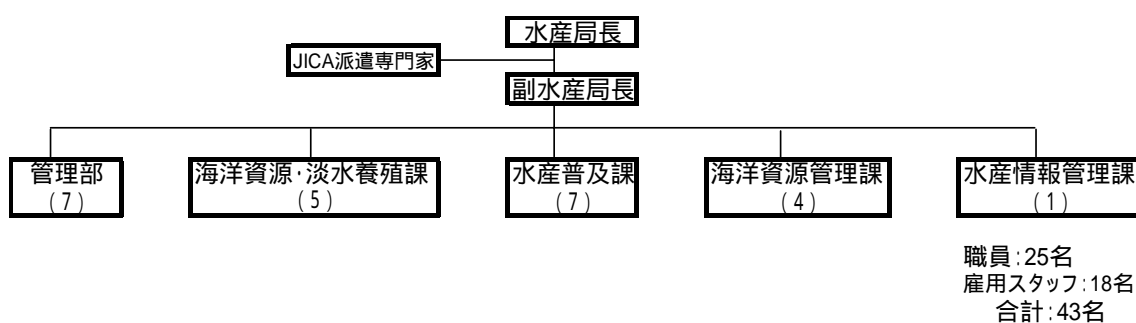 水産局長
JICA派遣専門家
副水産局長
管理部
(7)
海洋資源・淡水養殖課
(5)
水産普及課
(7)
海洋資源管理課
(4)
水産情報管理課
(1)
職員:25名
雇用スタッフ:18名
合計:43名